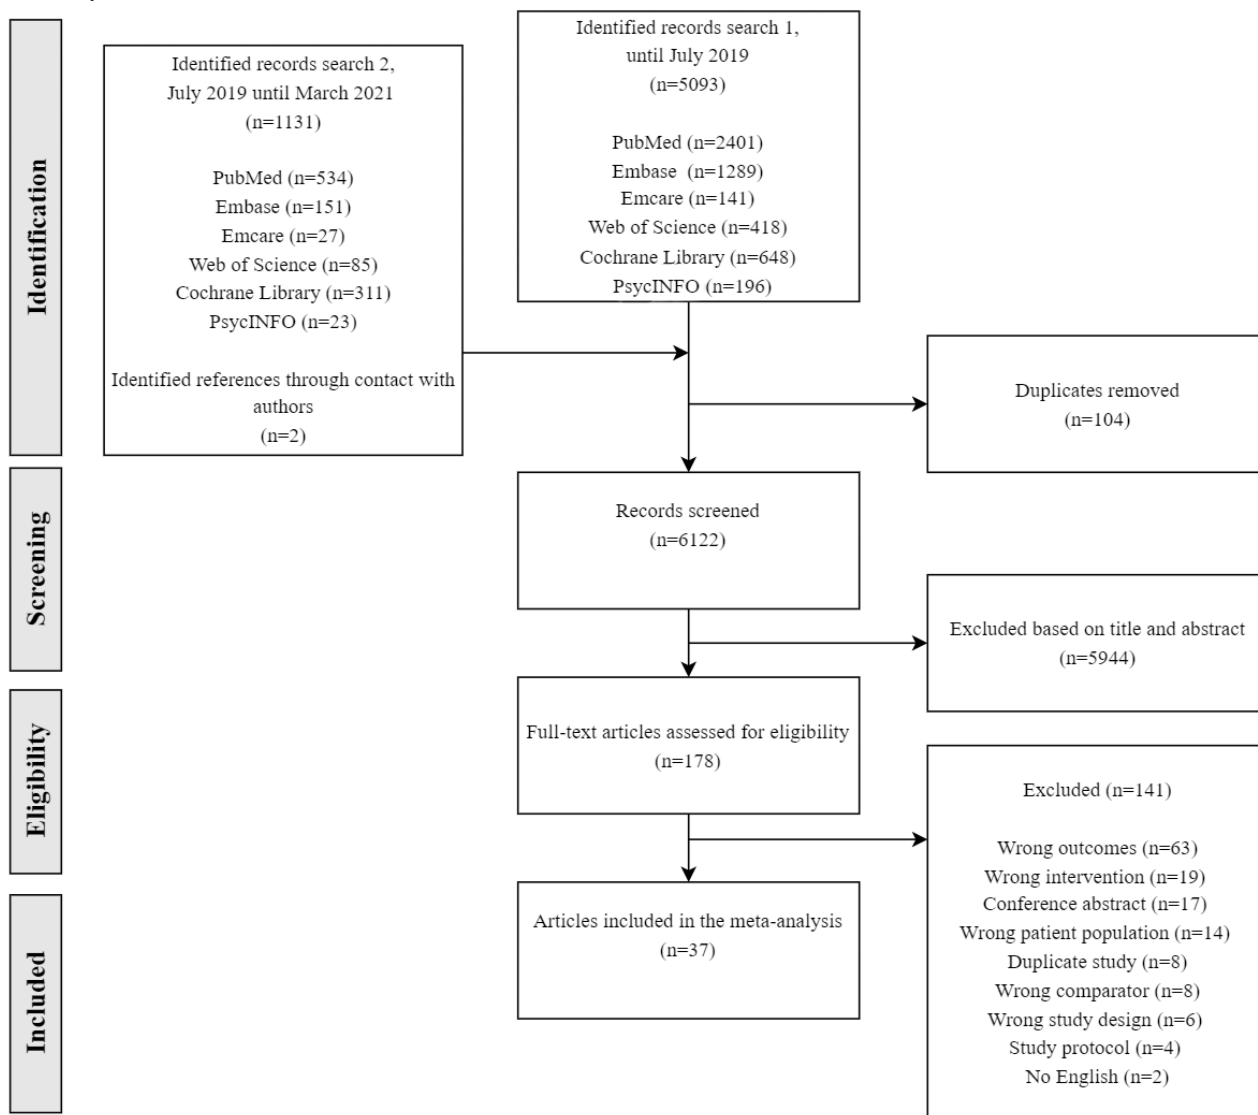 Identification
Identified records search 2,
July 2019 until March 2021
(n=1131)
PubMed (n=534)
Embase (n=151)
Emcare (n=27)
Web of Science (n=85)
Cochrane Library (n=311)
PsycINFO (n=23)
Identified references through contact with
authors
(n=2)
Identified records search 1,
until July 2019
(n=5093)
PubMed (n=2401)
Embase (n=1289)
Emcare (n=141)
Web of Science (n=418)
Cochrane Library (n=648)
PsycINFO (n=196)
Duplicates removed
(n=104)
Screening
Records screened
(n=6122)
Excluded based on title and abstract
(n=5944)
Eligibility
Full-text articles assessed for eligibility
(n=178)
Excluded (n=141)
Wrong outcomes (n=63)
Wrong intervention (n=19)
Conference abstract (n=17)
Wrong patient population (n=14)
Duplicate study (n=8)
Wrong comparator (n=8)
Wrong study design (n=6)
Study protocol (n=4)
No English (n=2)
Included
Articles included in the meta-analysis
(n=37)